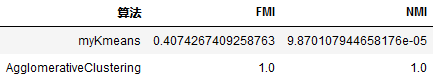 算法 FMI NMI
myKmeans 0.4074267409258763 9.870107944658176e-05
AgglomerativeClustering 1.0 1.0